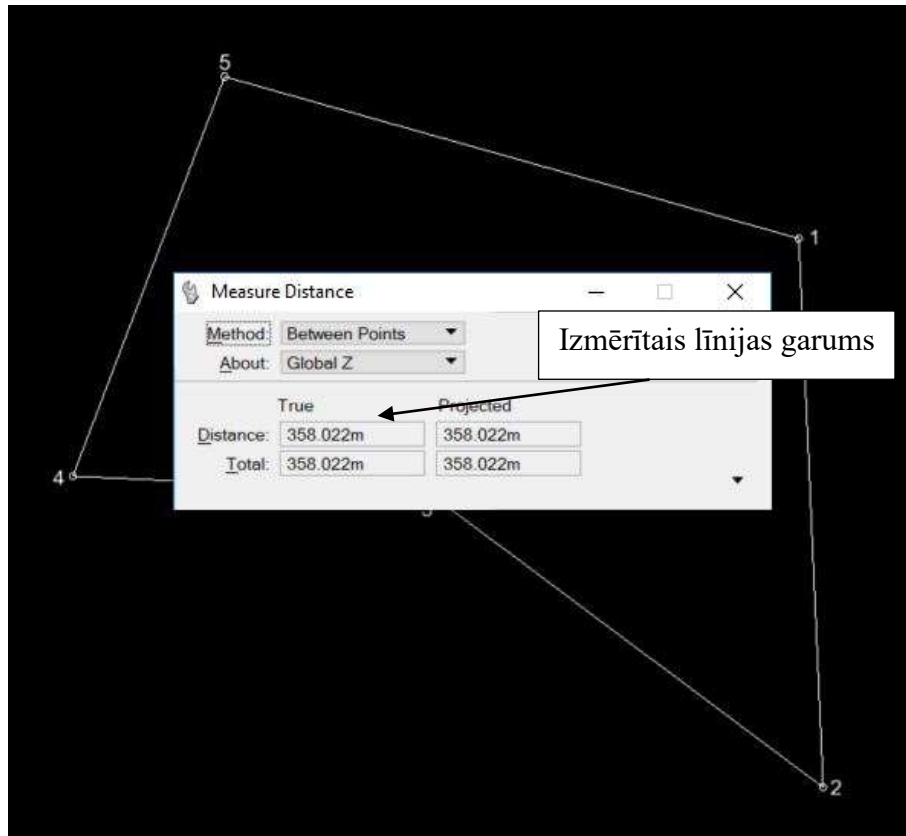 5
1
Measure Distance
Method: Between Points
Izmērītais līnijas garums
About: Global Z
True Projected
Distance: 358.022m 358.022m
Total: 358.022m 358.022m
4
2